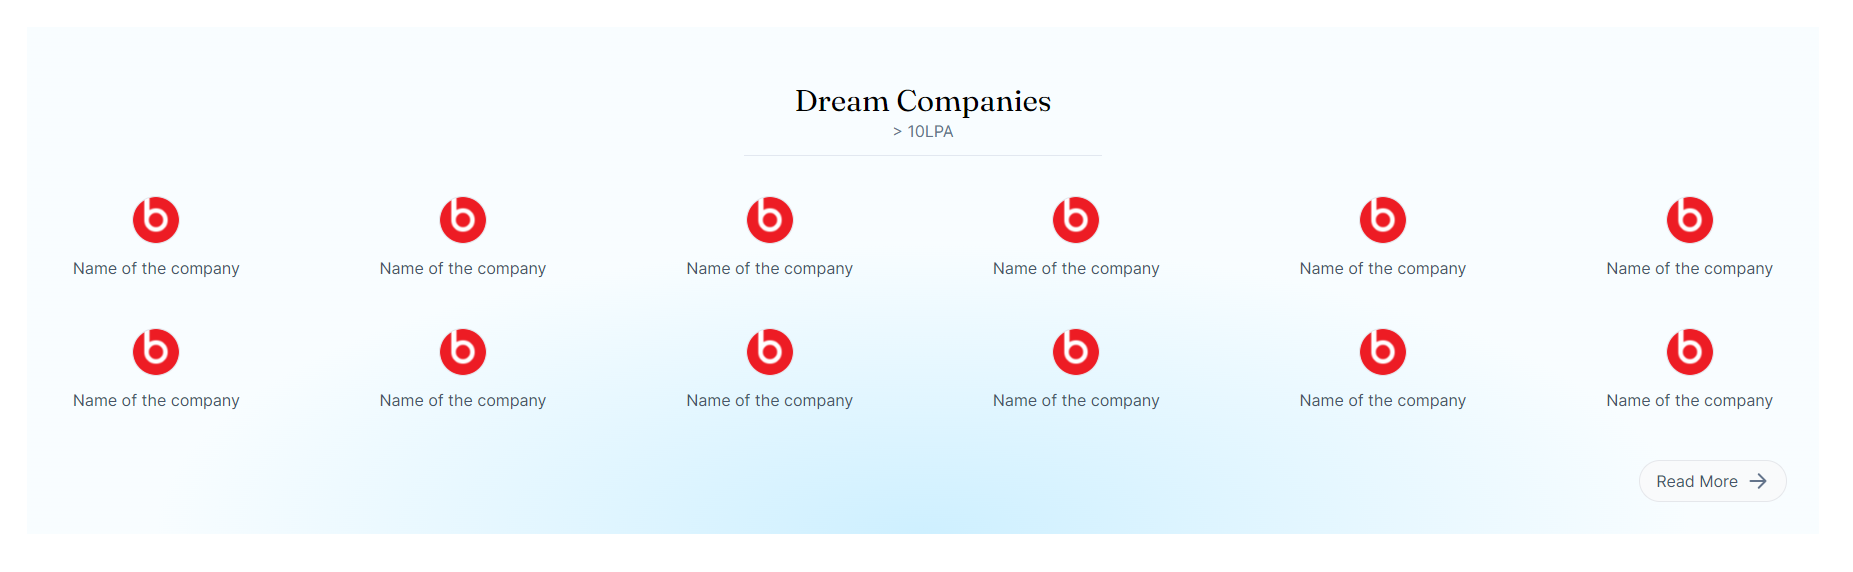 Dream Companies
> 10LPA
Name of the company Name of the company Name of the company Name of the company Name of the company Name of the company
Name of the company Name of the company Name of the company Name of the company Name of the company Name of the company
Read More